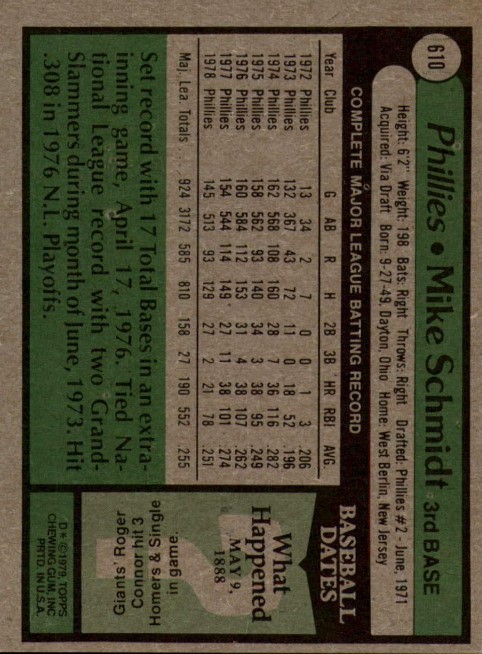 610
Phillies • Mike Schmidt 3rd BASE
Height: 6'2" Weight: 198 Bats: Right Throws: Right Drafted: Phillies #2 - June, 1971
Acquired: Via Draft Born: 9-27-49, Dayton, Ohio Home: West Berlin, New Jersey
COMPLETE MAJOR LEAGUE BATTING RECORD
Year Club G AB R H 2B 3B HR RBI AVG
1972 Phillies 13 34 2 7 0 0 1 3 .206
1973 Phillies 132 367 43 72 11 0 18 52 .196
1974 Phillies 162 568 108 160 28 7 36 116 .282
1975 Phillies 158 562 93 140 34 3 38 95 .249
1976 Phillies 160 584 112 153 31 4 38 107 .262
1977 Phillies 154 544 114 149 27 11 38 101 .274
1978 Phillies 145 513 93 129 27 2 21 78 .251
Maj. Lea. Totals 924 3172 585 810 158 27 190 552 .255
Set record with 17 Total Bases in an extra-
inning game, April 17, 1976. Tied Na-
tional League record with two Grand-
Slammers during month of June, 1973. Hit
.308 in 1976 N.L. Playoffs.
BASEBALL
DATES
What
Happened
MAY 9,
1888
Giants' Roger
Connor hit 3
Homers & Single
in game.
D* © 1979, TOPPS
CHEWING GUM, INC
PRTD. IN U.S.A.